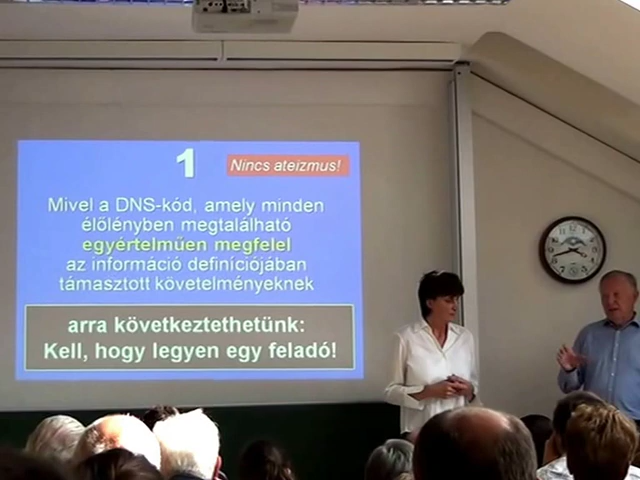 1
Nincs ateizmus!
Mivel a DNS-kód, amely minden
élőlényben megtalálható
egyértelműen megfelel
az információ definíciójában
támasztott követelményeknek
arra következtethetünk:
Kell, hogy legyen egy feladó!